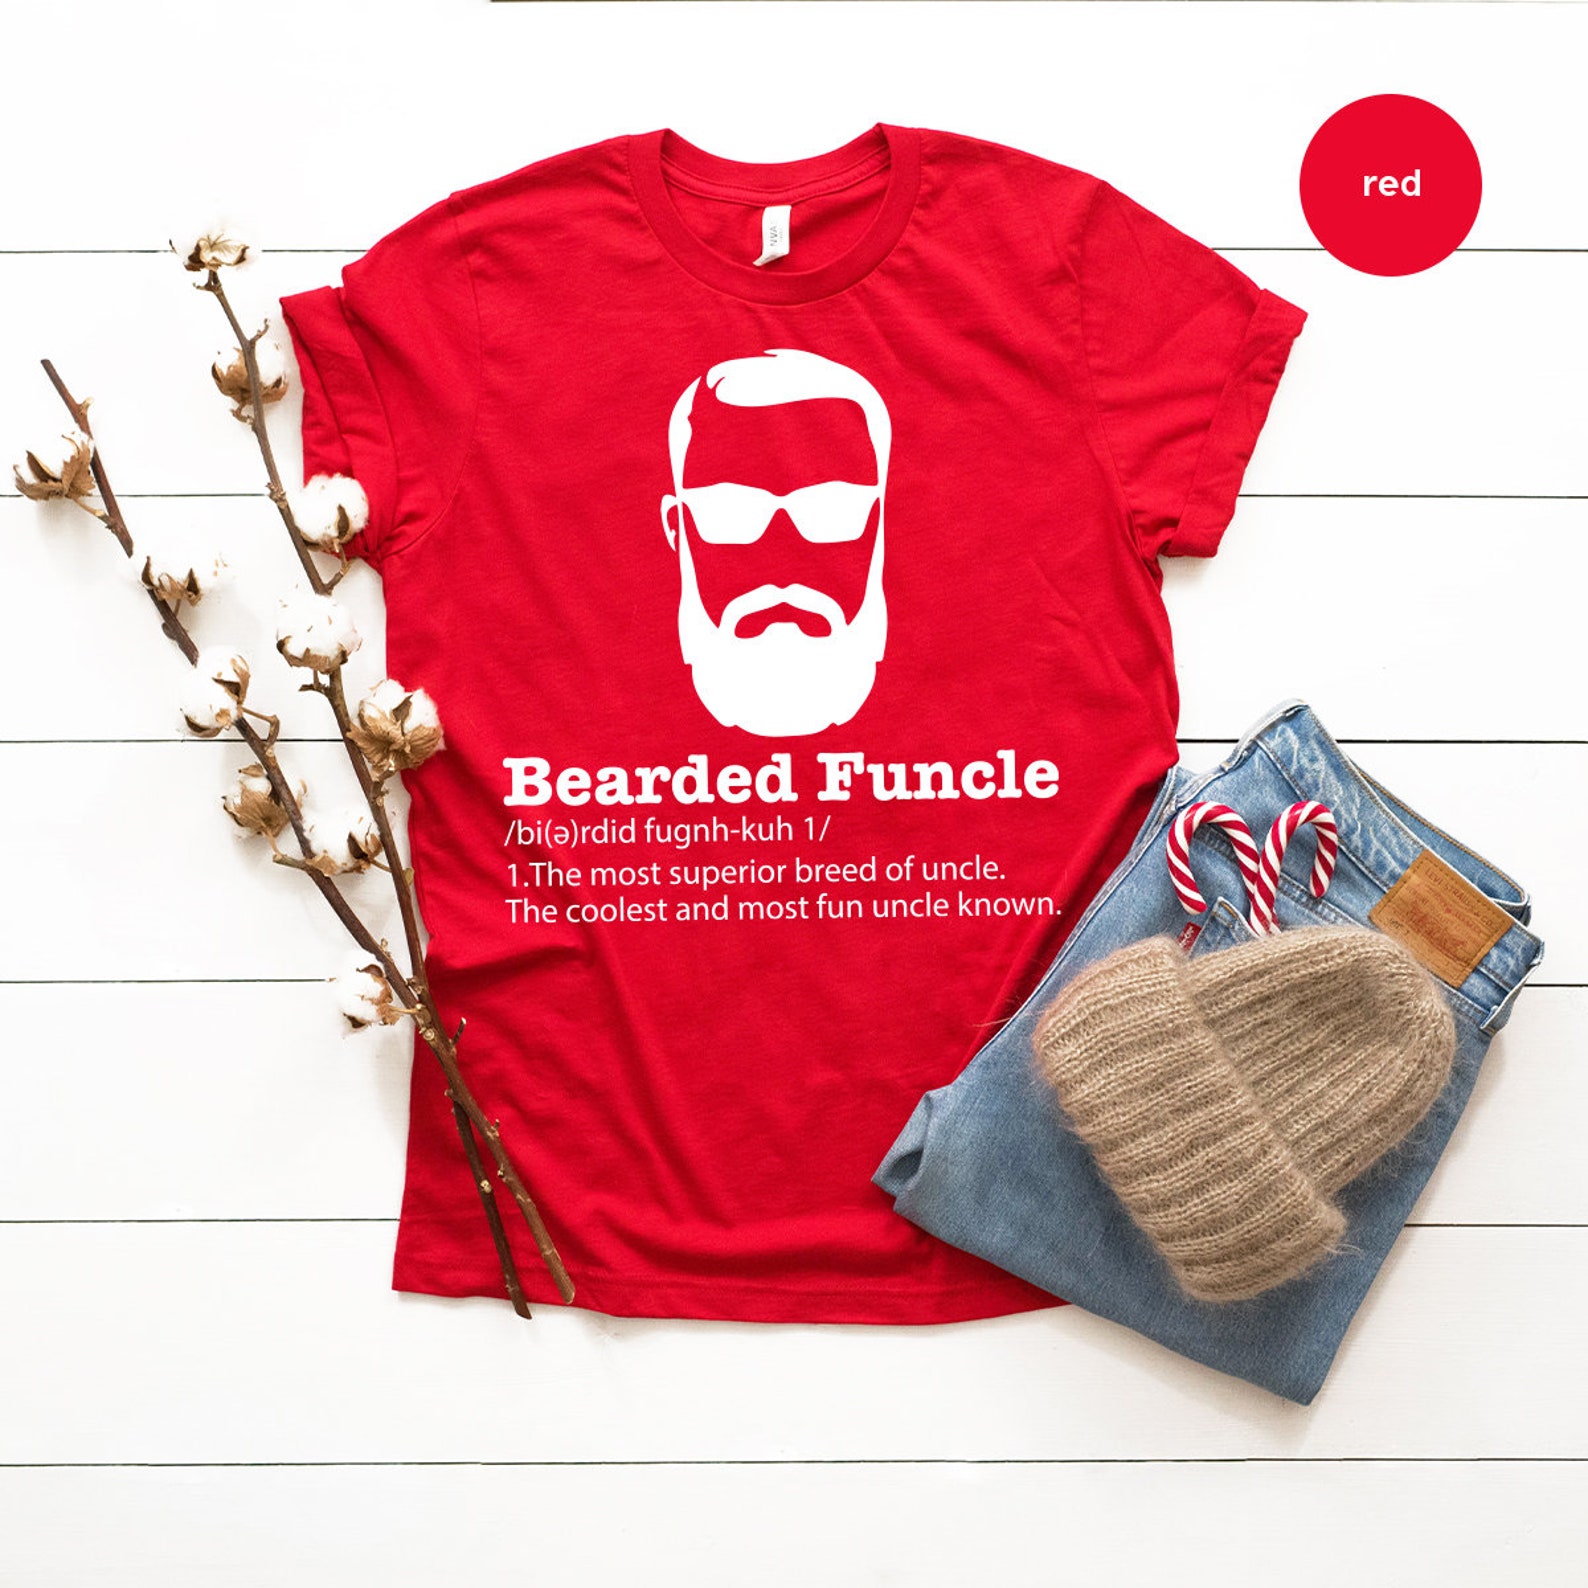 red
Bearded Funcle
/bi(ə)rdid fugnh-kuh 1/
1.The most superior breed of uncle.
The coolest and most fun uncle known.